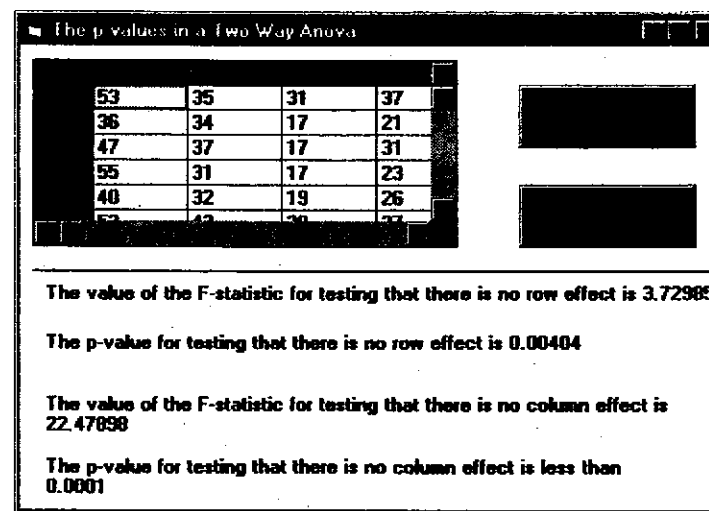 The p values in a Two Way Anova
53 35 31 37
36 34 17 21
47 37 17 31
55 31 17 23
40 32 19 26
The value of the F-statistic for testing that there is no row effect is 3.72985
The p-value for testing that there is no row effect is 0.00404
The value of the F-statistic for testing that there is no column effect is
22.47898
The p-value for testing that there is no column effect is less than
0.0001